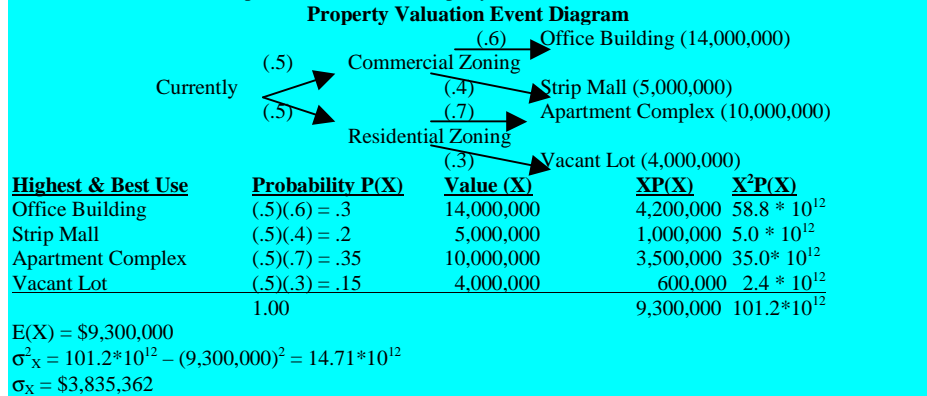 Property Valuation Event Diagram
(.6) Office Building (14,000,000)
(.5) Commercial Zoning
Currently (.4) Strip Mall (5,000,000)
(.5) (.7) Apartment Complex (10,000,000)
Residential Zoning
(.3) Vacant Lot (4,000,000)
Highest & Best Use Probability P(X) Value (X) XP(X) X²P(X)
Office Building (.5)(.6) = .3 14,000,000 4,200,000 58.8 * 10¹²
Strip Mall (.5)(.4) = .2 5,000,000 1,000,000 5.0 * 10¹²
Apartment Complex (.5)(.7) = .35 10,000,000 3,500,000 35.0* 10¹²
Vacant Lot (.5)(.3) = .15 4,000,000 600,000 2.4 * 10¹²
1.00 9,300,000 101.2*10¹²
E(X) = $9,300,000
σ²X = 101.2*10¹² – (9,300,000)² = 14.71*10¹²
σX = $3,835,362